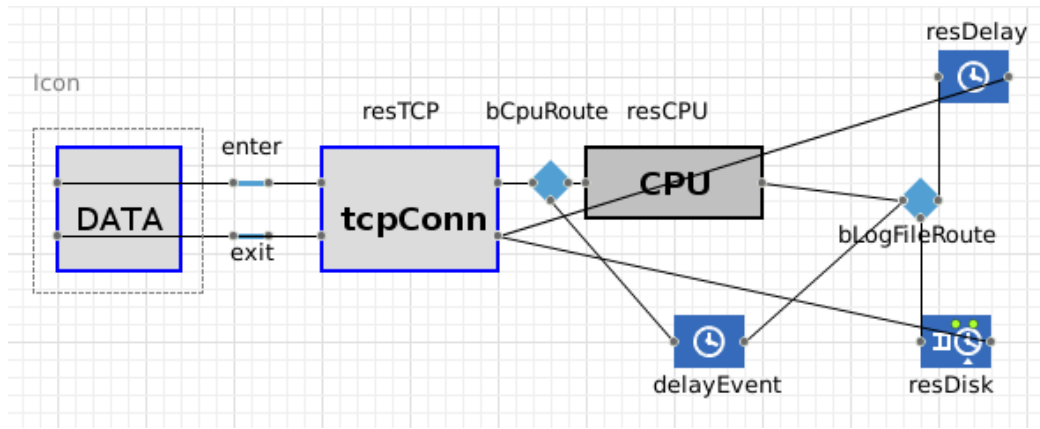 resDelay
Icon
resTCP
bCpuRoute
resCPU
enter
CPU
DATA
tcpConn
exit
bLogFileRoute
delayEvent
resDisk